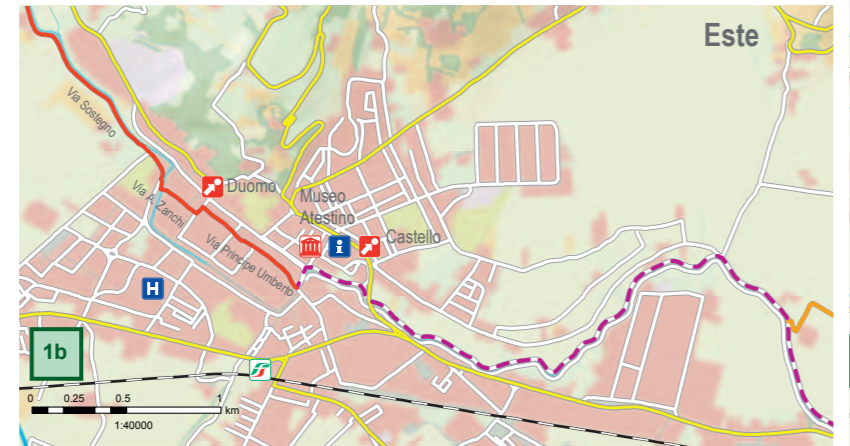 Este
Via Sostegno
Duomo
Via A. Zanchi
Museo
Atestino
Castello
Via Principe Umberto
i
H
1b
0 0.25 0.5 1
km
1:40000